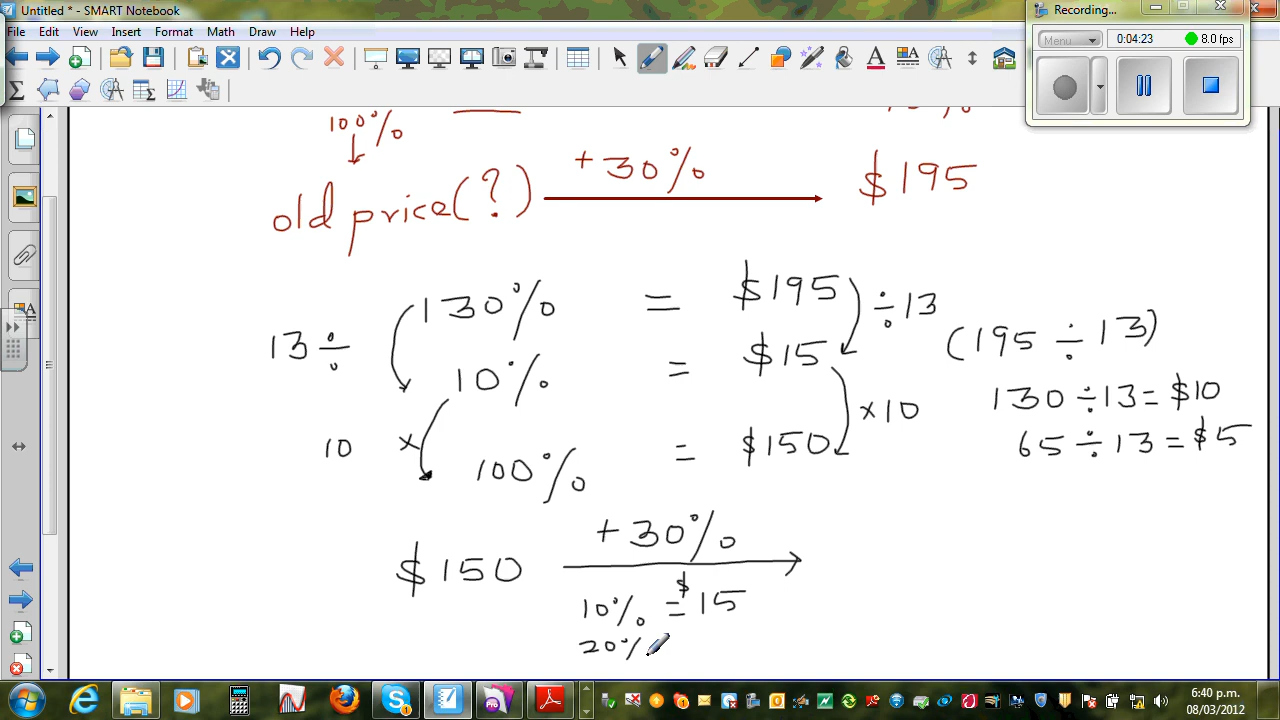 Untitled * - SMART Notebook
File Edit View Insert Format Math Draw Help
Recording...
Menu
0:04:23
8.0 fps
100%
old price(?)
+30%
$195
130% = $195
÷13
13÷
10% = $15
(195 ÷ 13)
130 ÷13= $10
×10
10 ×
100% = $150
65 ÷ 13 = $5
$150
+30%
10% = $15
20%
6:40 p.m.
08/03/2012